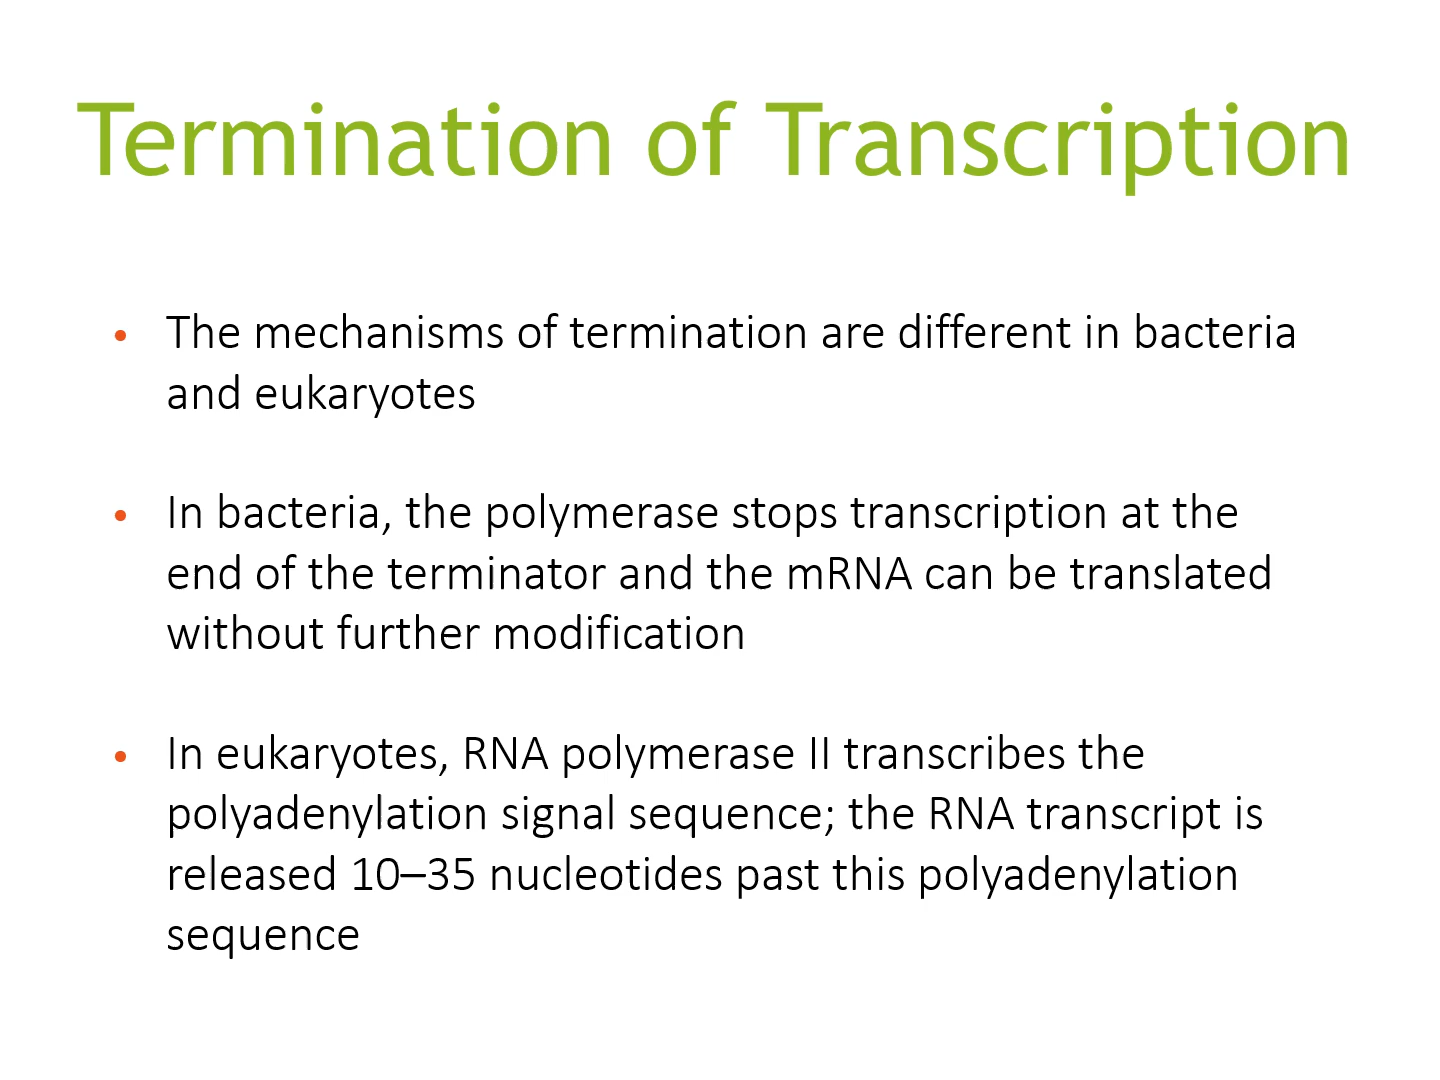 Termination of Transcription
• The mechanisms of termination are different in bacteria
and eukaryotes
• In bacteria, the polymerase stops transcription at the
end of the terminator and the mRNA can be translated
without further modification
• In eukaryotes, RNA polymerase II transcribes the
polyadenylation signal sequence; the RNA transcript is
released 10–35 nucleotides past this polyadenylation
sequence